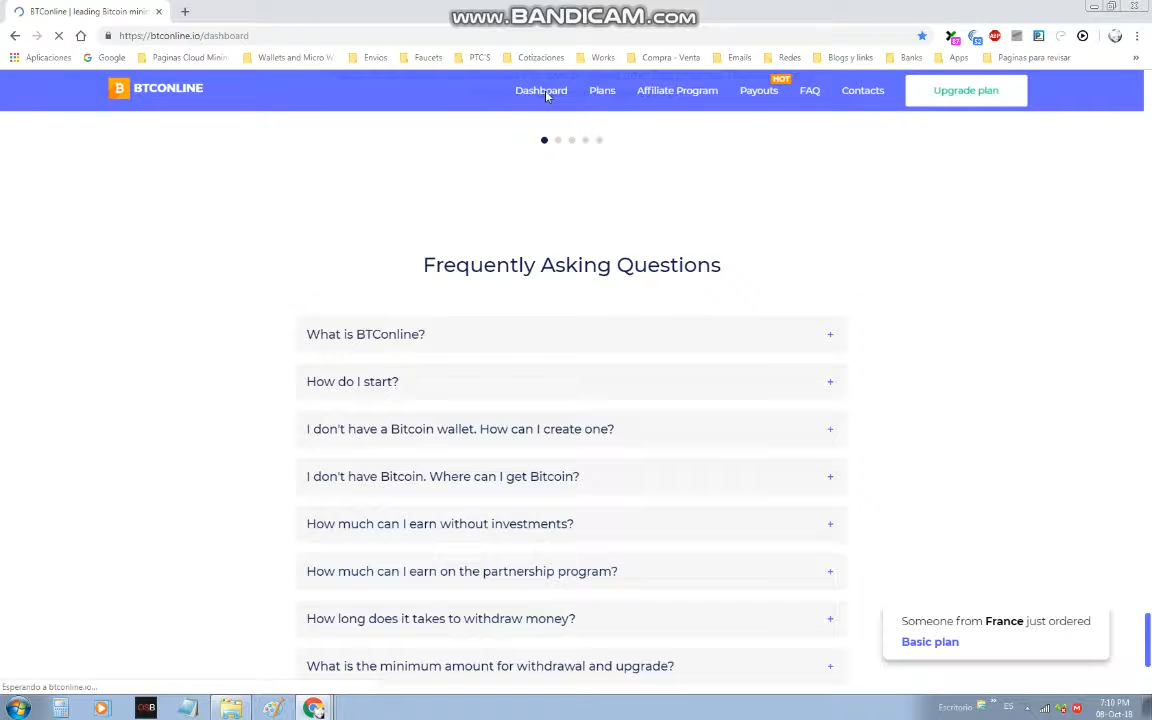 www.BANDICAM.com
BTConline | leading Bitcoin mini
https://btconline.io/dashboard
Aplicaciones
Google
Paginas Cloud Minin
Wallets and Micro W
Envios
Faucets
PTC'S
Cotizaciones
Works
Compra - Venta
Emails
Redes
Blogs y links
Banks
Apps
Paginas para revisar
BTCONLINE
Dashboard
Plans
Affiliate Program
Payouts
HOT
FAQ
Contacts
Upgrade plan
Frequently Asking Questions
What is BTConline?
How do I start?
I don't have a Bitcoin wallet. How can I create one?
I don't have Bitcoin. Where can I get Bitcoin?
How much can I earn without investments?
How much can I earn on the partnership program?
How long does it takes to withdraw money?
What is the minimum amount for withdrawal and upgrade?
Someone from France just ordered
Basic plan
Esperando a btconline.io...
Escritorio
ES
7:10 PM
08-Oct-18